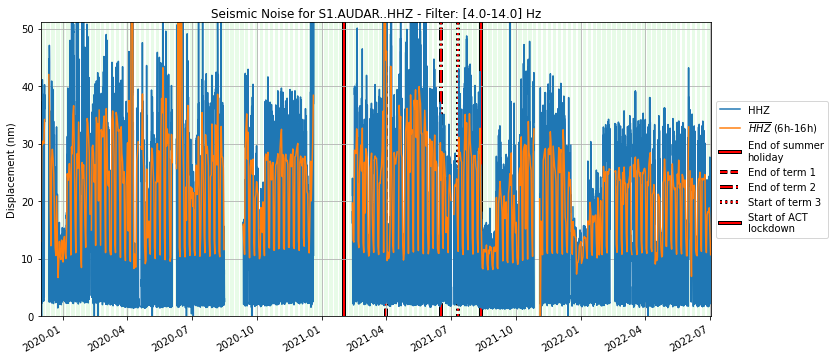 Seismic Noise for S1.AUDAR..HHZ - Filter: [4.0-14.0] Hz
Displacement (nm)
50
40
30
20
10
0
2020-01
2020-04
2020-07
2020-10
2021-01
2021-04
2021-07
2021-10
2022-01
2022-04
2022-07
HHZ
HHZ (6h-16h)
End of summer
holiday
End of term 1
End of term 2
Start of term 3
Start of ACT
lockdown